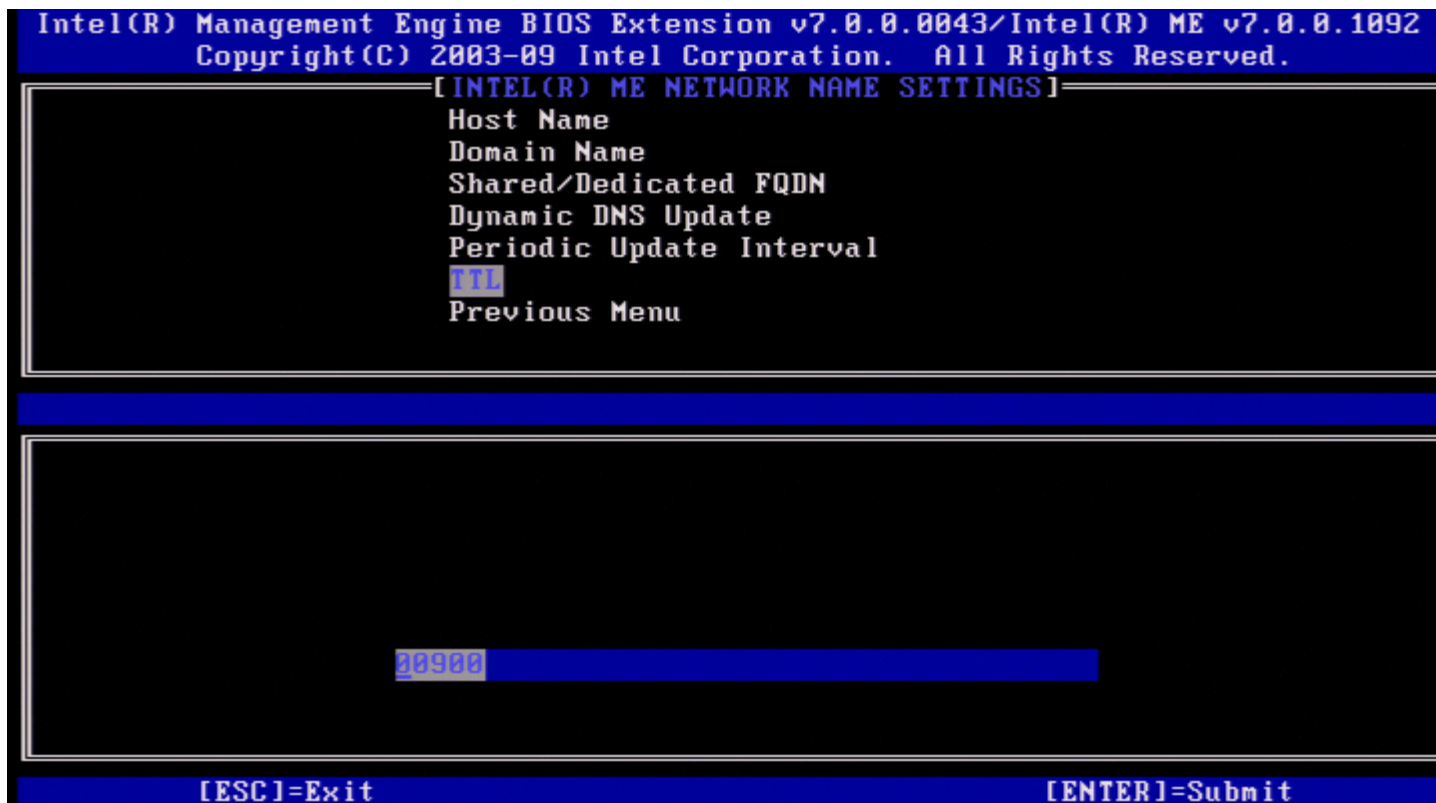 Intel(R) Management Engine BIOS Extension v7.0.0.0043/Intel(R) ME v7.0.0.1092
Copyright(C) 2003-09 Intel Corporation. All Rights Reserved.
[INTEL(R) ME NETWORK NAME SETTINGS]
Host Name
Domain Name
Shared/Dedicated FQDN
Dynamic DNS Update
Periodic Update Interval
TTL
Previous Menu
00900
[ESC]=Exit [ENTER]=Submit